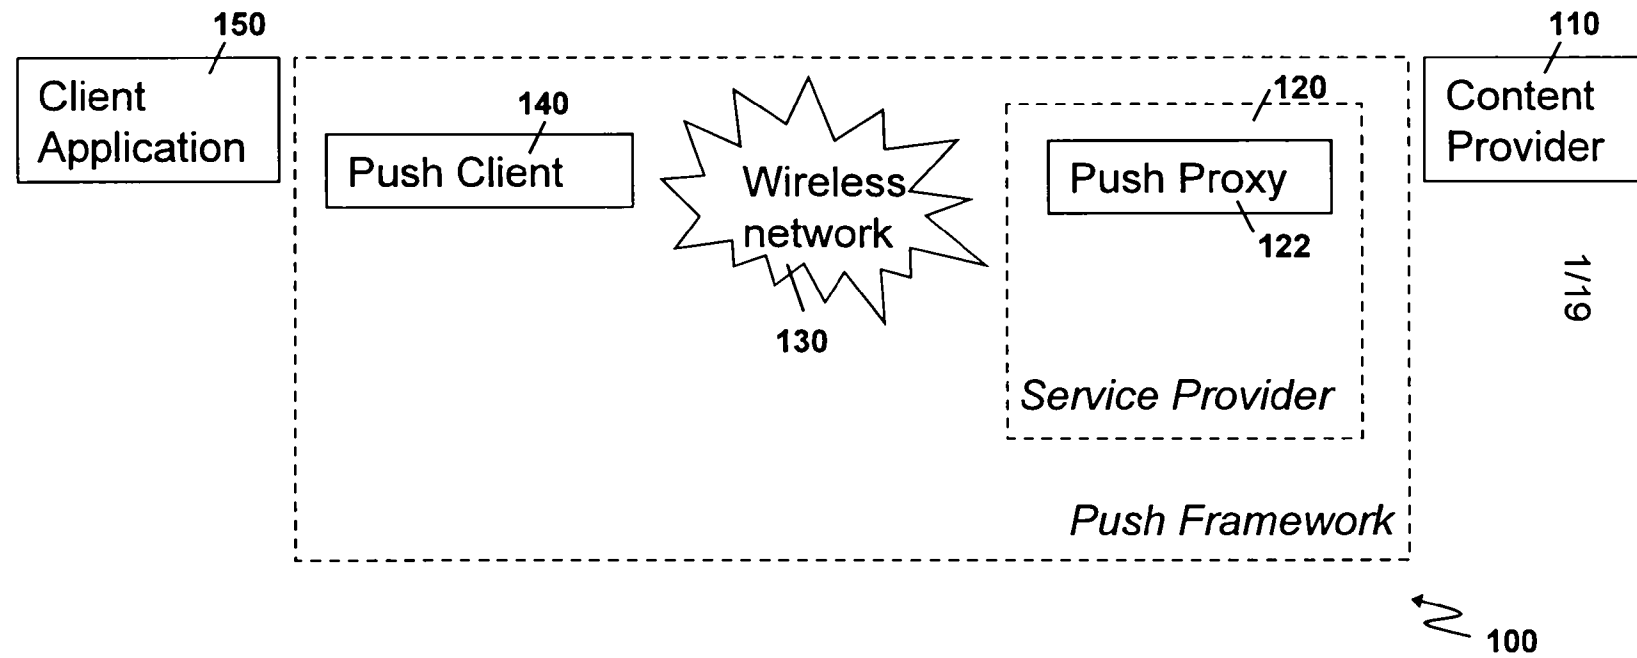 150
110
Client
Application
140
Push Client
Wireless
network
130
120
Push Proxy
122
Content
Provider
1/19
Service Provider
Push Framework
100